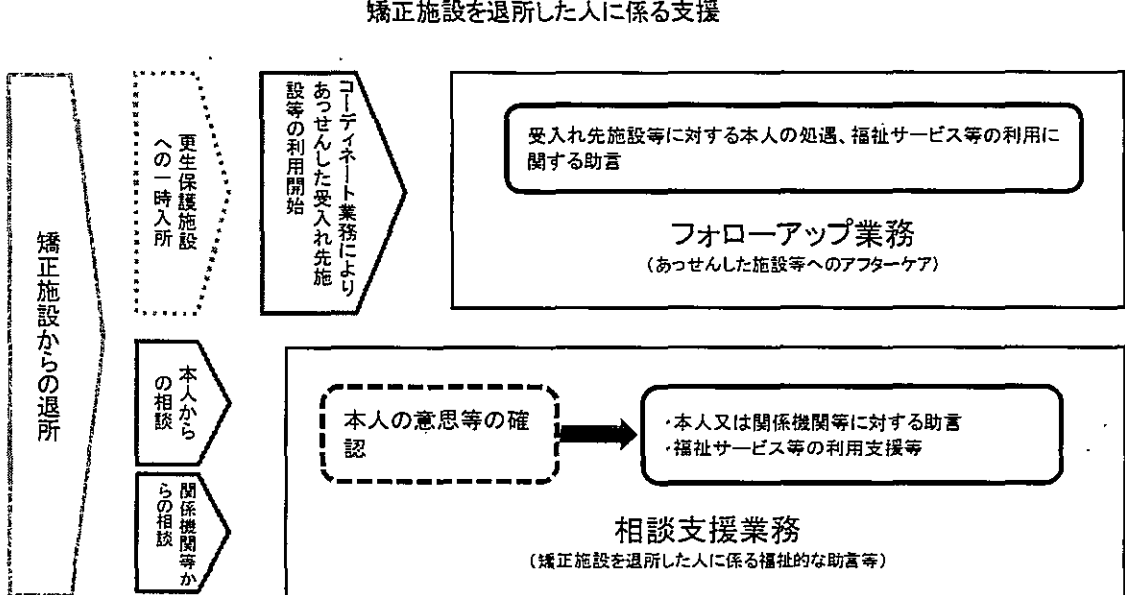 矯正施設を退所した人に係る支援
矯正施設からの退所
更生保護施設
への一時入所
コーディネート業務により
あっせんした受入れ先施
設等の利用開始
受入れ先施設等に対する本人の処遇、福祉サービス等の利用に
関する助言
フォローアップ業務
（あっせんした施設等へのアフターケア）
本人から
の相談
関係機関等か
らの相談
本人の意思等の確
認
・本人又は関係機関等に対する助言
・福祉サービス等の利用支援等
相談支援業務
（矯正施設を退所した人に係る福祉的な助言等）